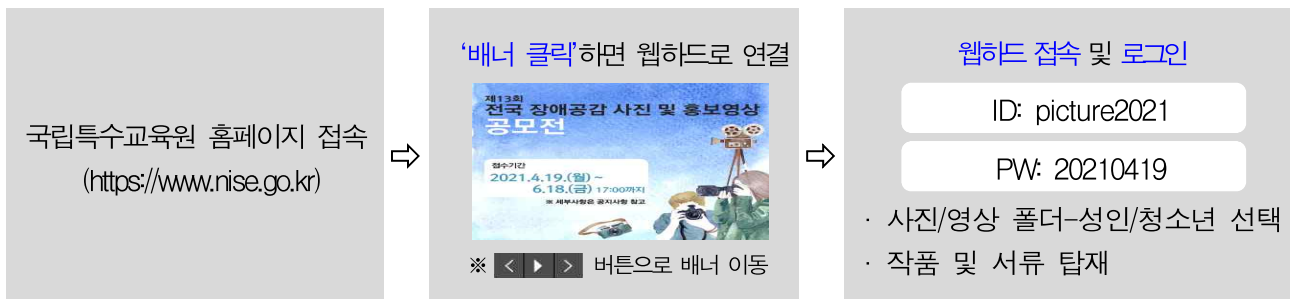 국립특수교육원 홈페이지 접속
(https://www.nise.go.kr)
‘배너 클릭’하면 웹하드로 연결
제13회
전국 장애공감 사진 및 홍보영상
공모전
접수기간
2021.4.19.(월) ~
6.18.(금) 17:00까지
※ 세부사항은 공지사항 참고
※ < ▶ > 버튼으로 배너 이동
웹하드 접속 및 로그인
ID: picture2021
PW: 20210419
· 사진/영상 폴더-성인/청소년 선택
· 작품 및 서류 탑재